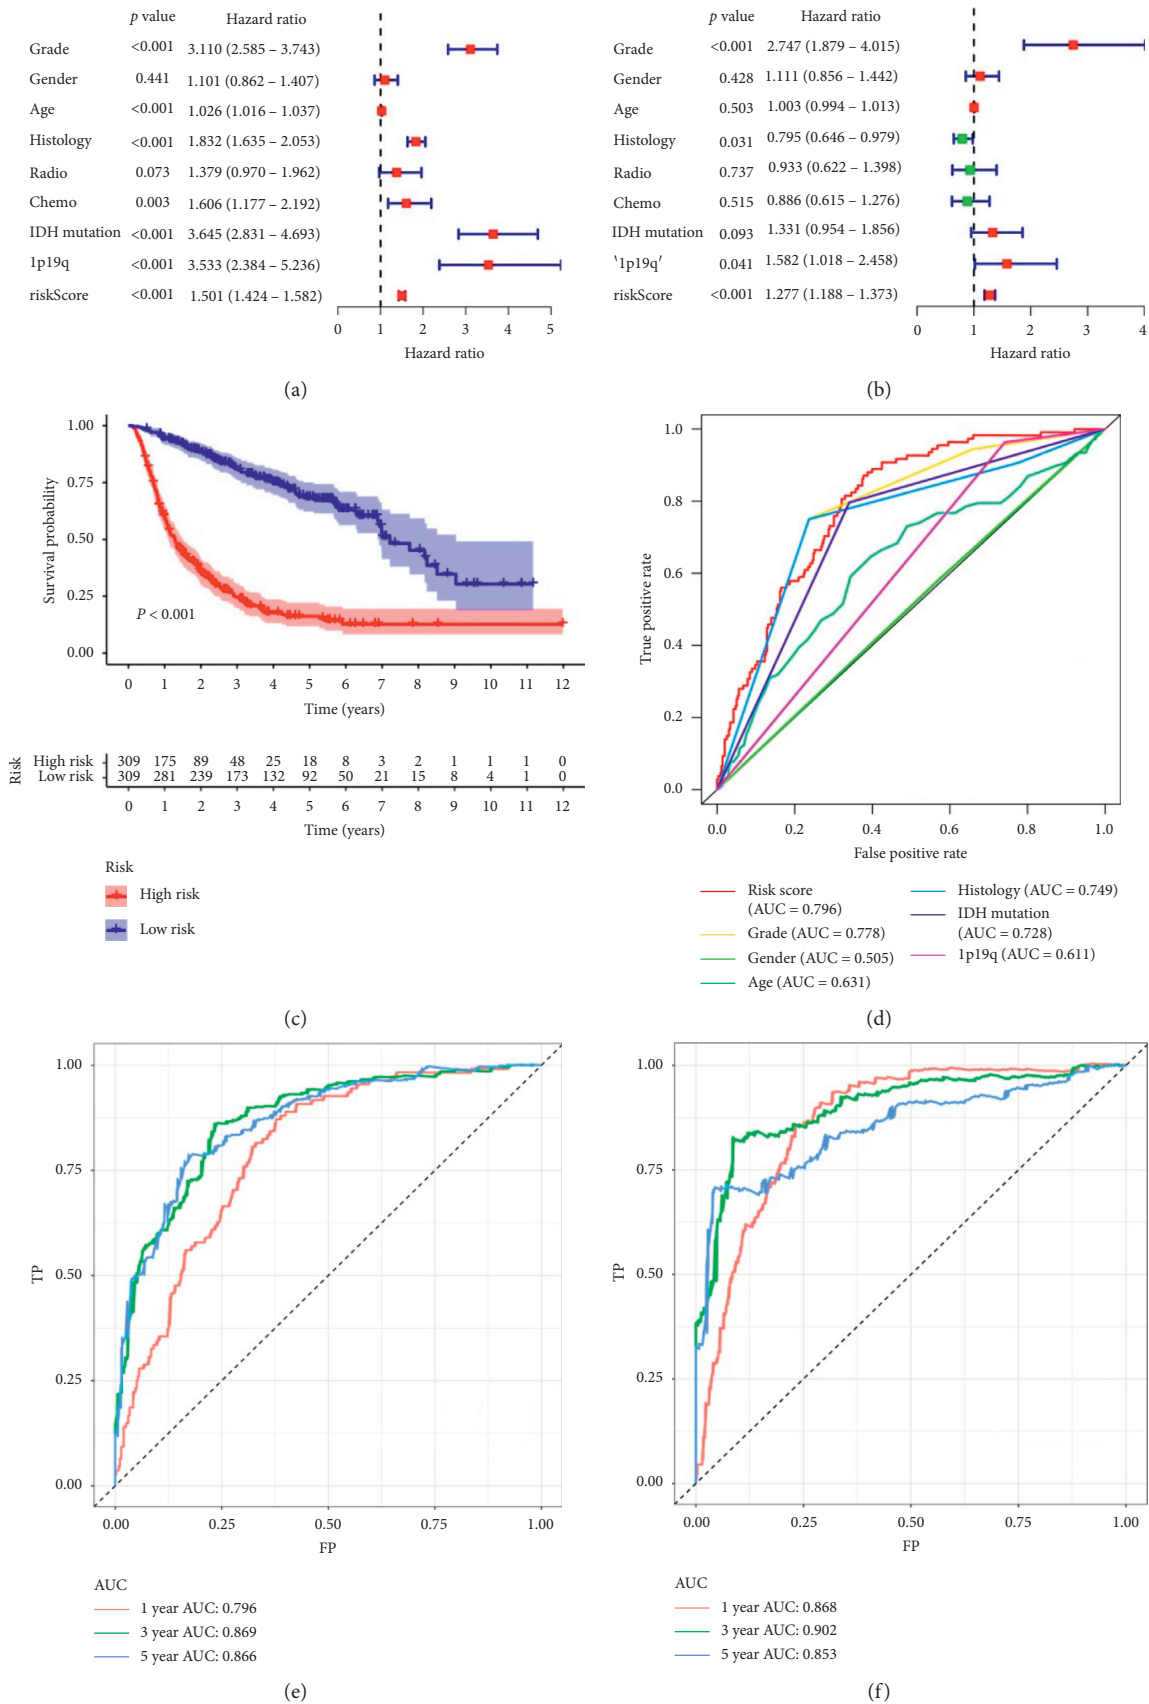 p value Hazard ratio
Grade <0.001 3.110 (2.585 – 3.743)
Gender 0.441 1.101 (0.862 – 1.407)
Age <0.001 1.026 (1.016 – 1.037)
Histology <0.001 1.832 (1.635 – 2.053)
Radio 0.073 1.379 (0.970 – 1.962)
Chemo 0.003 1.606 (1.177 – 2.192)
IDH mutation <0.001 3.645 (2.831 – 4.693)
1p19q <0.001 3.533 (2.384 – 5.236)
riskScore <0.001 1.501 (1.424 – 1.582)
0 1 2 3 4 5
Hazard ratio
(a)
p value Hazard ratio
Grade <0.001 2.747 (1.879 – 4.015)
Gender 0.428 1.111 (0.856 – 1.442)
Age 0.503 1.003 (0.994 – 1.013)
Histology 0.031 0.795 (0.646 – 0.979)
Radio 0.737 0.933 (0.622 – 1.398)
Chemo 0.515 0.886 (0.615 – 1.276)
IDH mutation 0.093 1.331 (0.954 – 1.856)
‵1p19q′ 0.041 1.582 (1.018 – 2.458)
riskScore <0.001 1.277 (1.188 – 1.373)
0 1 2 3 4
Hazard ratio
(b)
Survival probability
1.00
0.75
0.50
0.25
0.00
P < 0.001
0 1 2 3 4 5 6 7 8 9 10 11 12
Time (years)
Risk
High risk 309 175 89 48 25 18 8 3 2 1 1 1 0
Low risk 309 281 239 173 132 92 50 21 15 8 4 1 0
0 1 2 3 4 5 6 7 8 9 10 11 12
Time (years)
Risk
High risk
Low risk
(c)
True positive rate
1.0
0.8
0.6
0.4
0.2
0.0
0.0 0.2 0.4 0.6 0.8 1.0
False positive rate
Risk score
(AUC = 0.796)
Grade (AUC = 0.778)
Gender (AUC = 0.505)
Age (AUC = 0.631)
Histology (AUC = 0.749)
IDH mutation
(AUC = 0.728)
1p19q (AUC = 0.611)
(d)
TP
1.00
0.75
0.50
0.25
0.00
0.00 0.25 0.50 0.75 1.00
FP
AUC
1 year AUC: 0.796
3 year AUC: 0.869
5 year AUC: 0.866
(e)
TP
1.00
0.75
0.50
0.25
0.00
0.00 0.25 0.50 0.75 1.00
FP
AUC
1 year AUC: 0.868
3 year AUC: 0.902
5 year AUC: 0.853
(f)